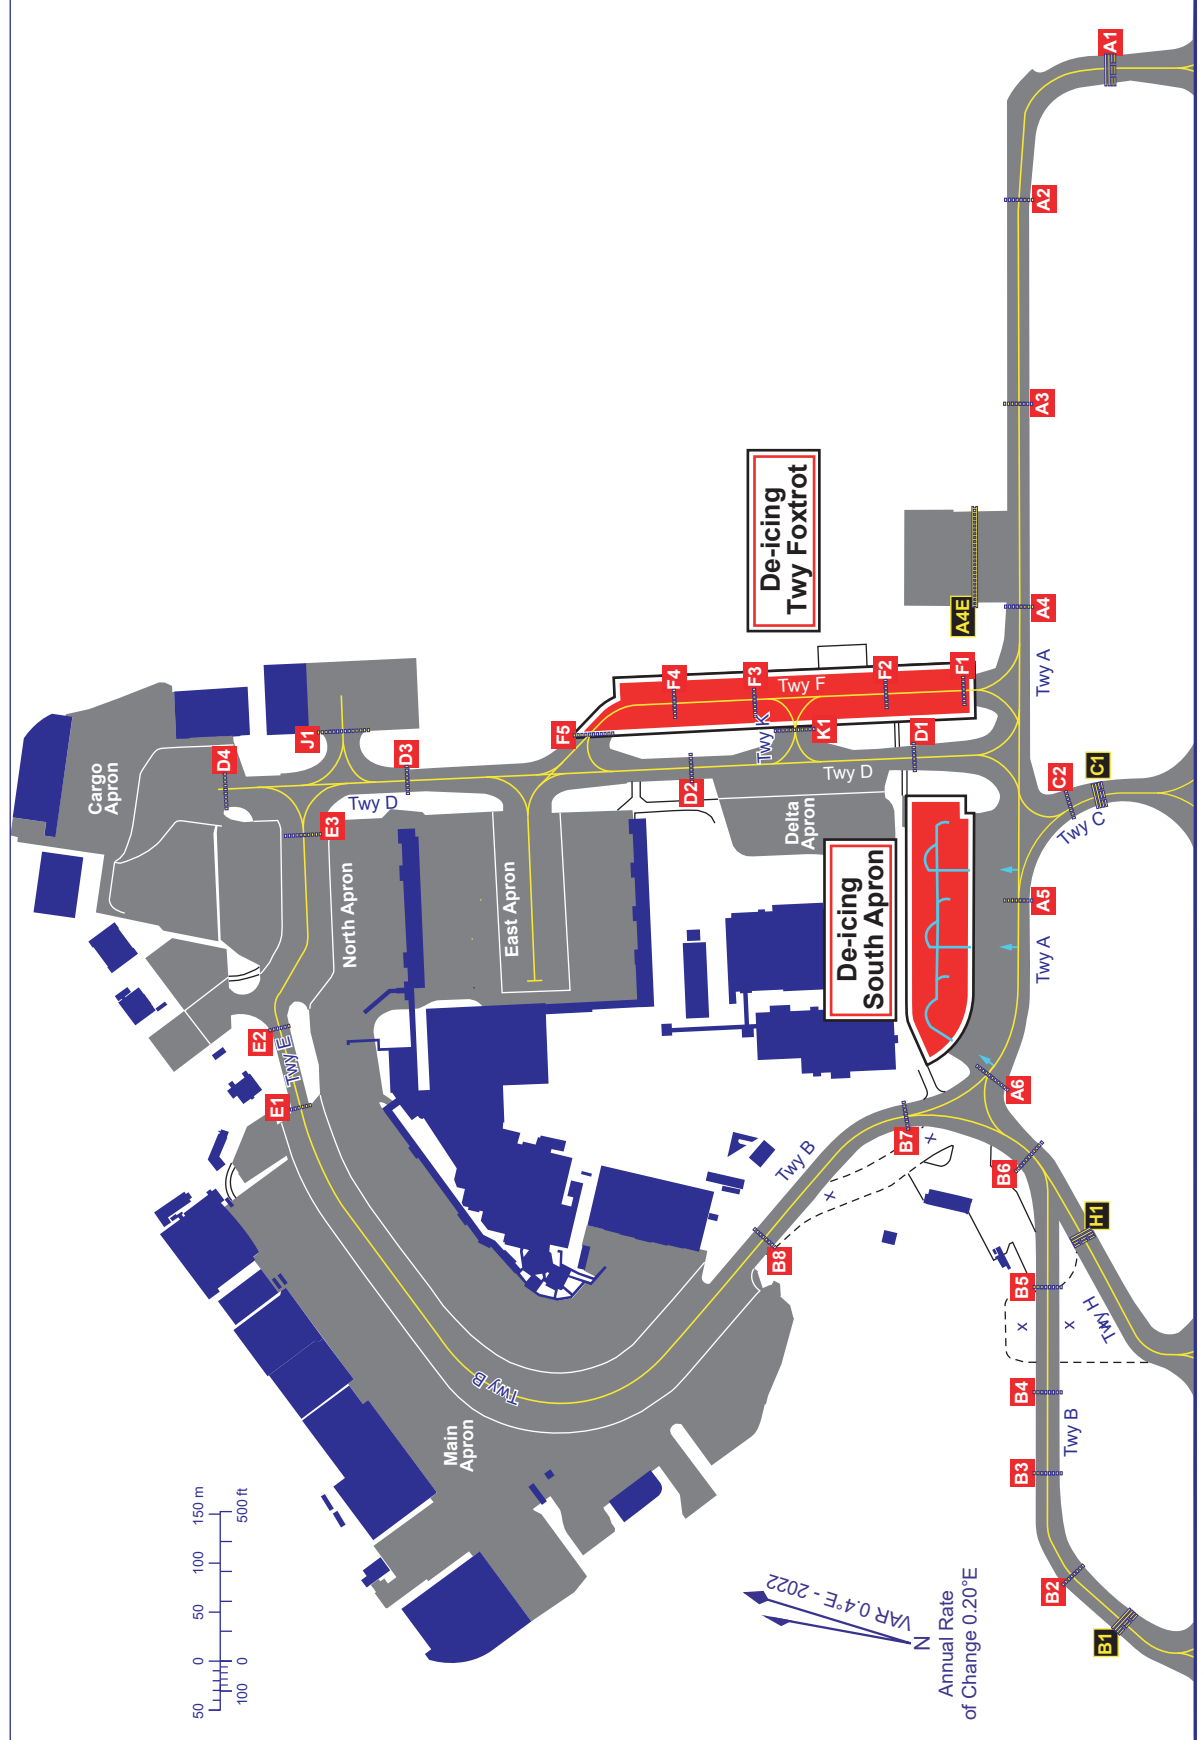 Cargo
Apron
D4
J1
D3
Twy D
E3
North Apron
E2
Twy E
E1
East Apron
F5
F4
F3
Twy F
F2
F1
Twy K
K1
D2
Twy D
D1
Delta
Apron
De-icing
Twy Foxtrot
De-icing
South Apron
A1
A2
A3
A4E
A4
Twy A
C1
C2
Twy C
A5
Twy A
A6
B7
B6
H1
Twy H
Twy B
B8
B5
x
x
x
x
x
B4
Twy B
B3
B2
B1
Twy B
Main
Apron
50 0 50 100 150 m
100 0 500 ft
VAR 0.4°E - 2022
N
Annual Rate
of Change 0.20°E